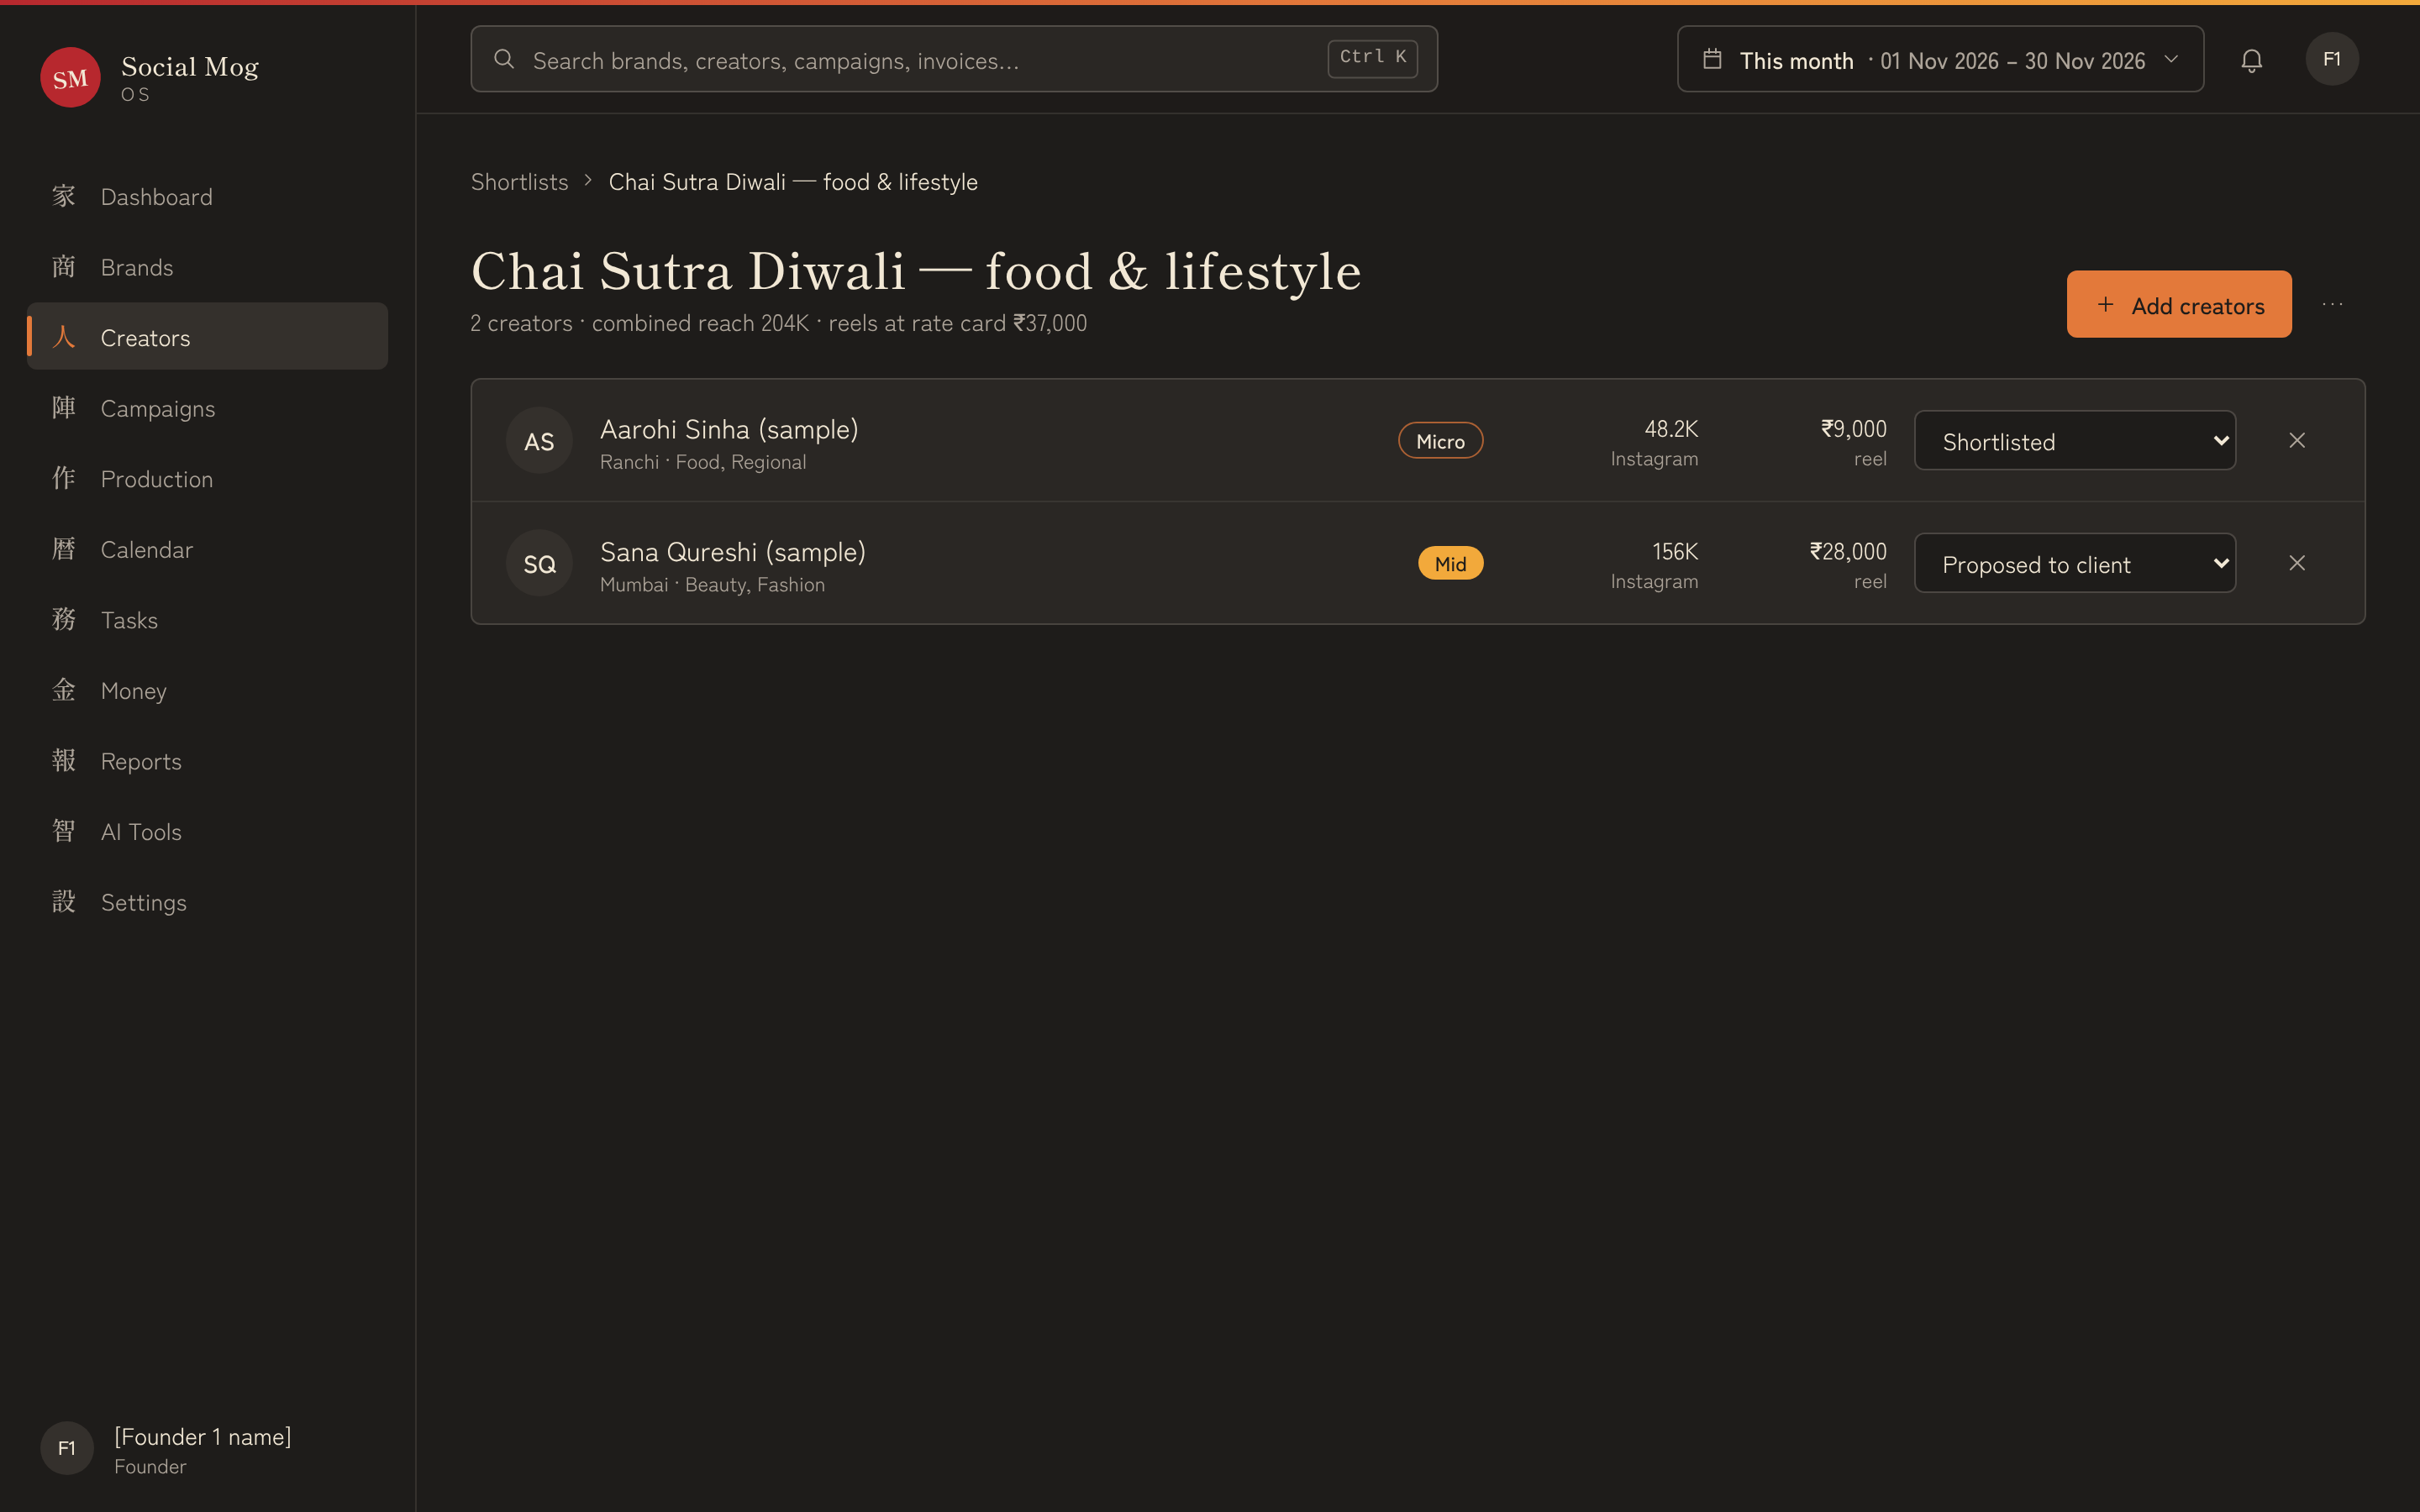 SM
Social Mog
OS
Search brands, creators, campaigns, invoices...
Ctrl K
This month · 01 Nov 2026 – 30 Nov 2026
F1
家 Dashboard
商 Brands
人 Creators
陣 Campaigns
作 Production
暦 Calendar
務 Tasks
金 Money
報 Reports
智 AI Tools
設 Settings
F1
[Founder 1 name]
Founder
Shortlists > Chai Sutra Diwali — food & lifestyle
Chai Sutra Diwali — food & lifestyle
2 creators · combined reach 204K · reels at rate card ₹37,000
+ Add creators
...
AS
Aarohi Sinha (sample)
Ranchi · Food, Regional
Micro
48.2K
Instagram
₹9,000
reel
Shortlisted
SQ
Sana Qureshi (sample)
Mumbai · Beauty, Fashion
Mid
156K
Instagram
₹28,000
reel
Proposed to client